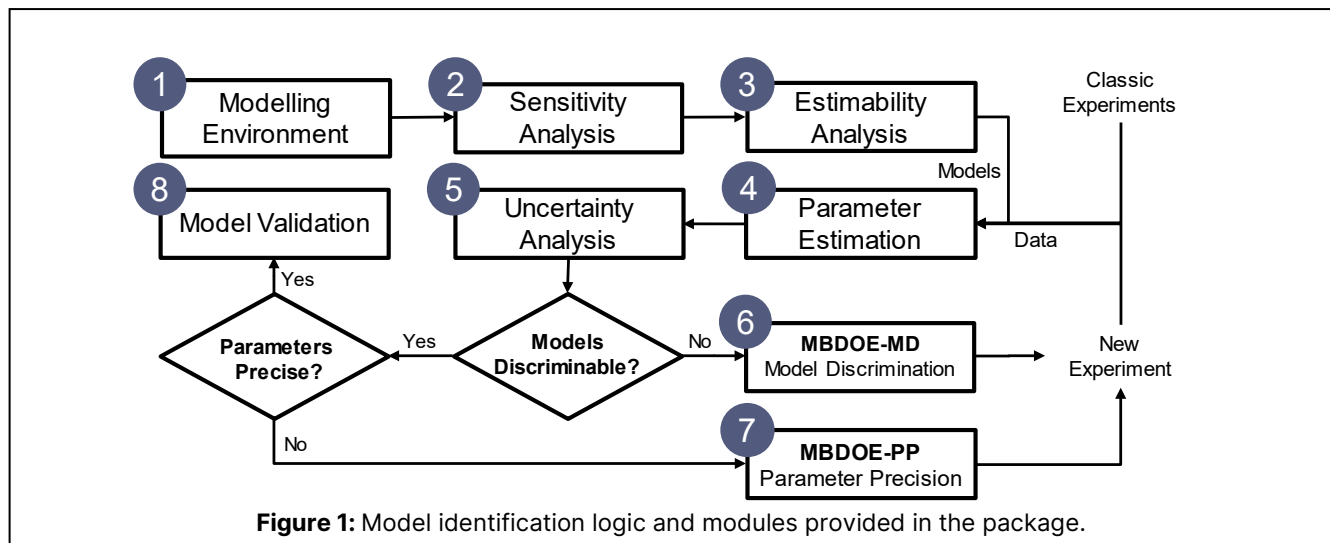 1
Modelling
Environment
2
Sensitivity
Analysis
3
Estimability
Analysis
Classic
Experiments
Models
8
Model Validation
5
Uncertainty
Analysis
4
Parameter
Estimation
Data
Yes
Parameters
Precise?
Yes
Models
Discriminable?
No
6
MBDOE-MD
Model Discrimination
New
Experiment
No
7
MBDOE-PP
Parameter Precision
Figure 1: Model identification logic and modules provided in the package.